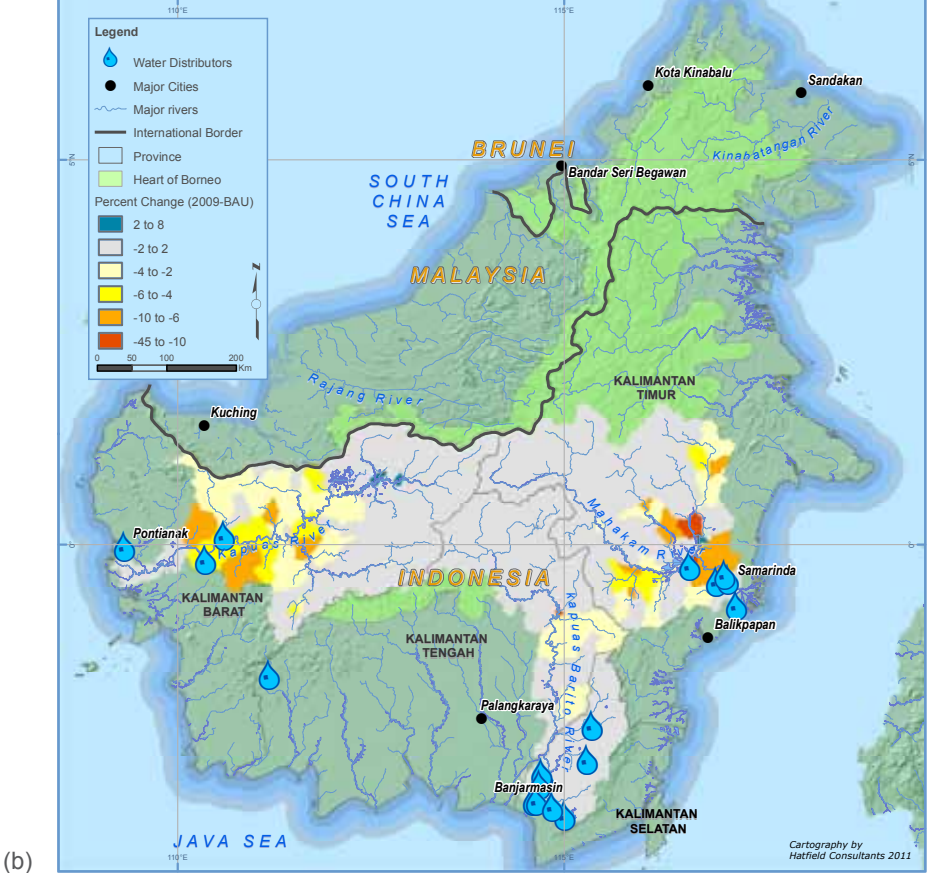 110°E
115°E
Legend
Water Distributors
Major Cities
Major rivers
International Border
Province
Heart of Borneo
Percent Change (2009-BAU)
2 to 8
-2 to 2
-4 to -2
-6 to -4
-10 to -6
-45 to -10
N
0 50 100 200
Km
5°N
5°N
Kota Kinabalu
Sandakan
Kinabatangan River
BRUNEI
Bandar Seri Begawan
SOUTH
CHINA
SEA
MALAYSIA
Rajang River
KALIMANTAN
TIMUR
Kuching
Mahakam River
Pontianak
Kapuas River
INDONESIA
Samarinda
KALIMANTAN
BARAT
Balikpapan
KALIMANTAN
TENGAH
Kapuas Barito River
Palangkaraya
Banjarmasin
KALIMANTAN
SELATAN
JAVA SEA
Cartography by
Hatfield Consultants 2011
(b)
110°E
115°E